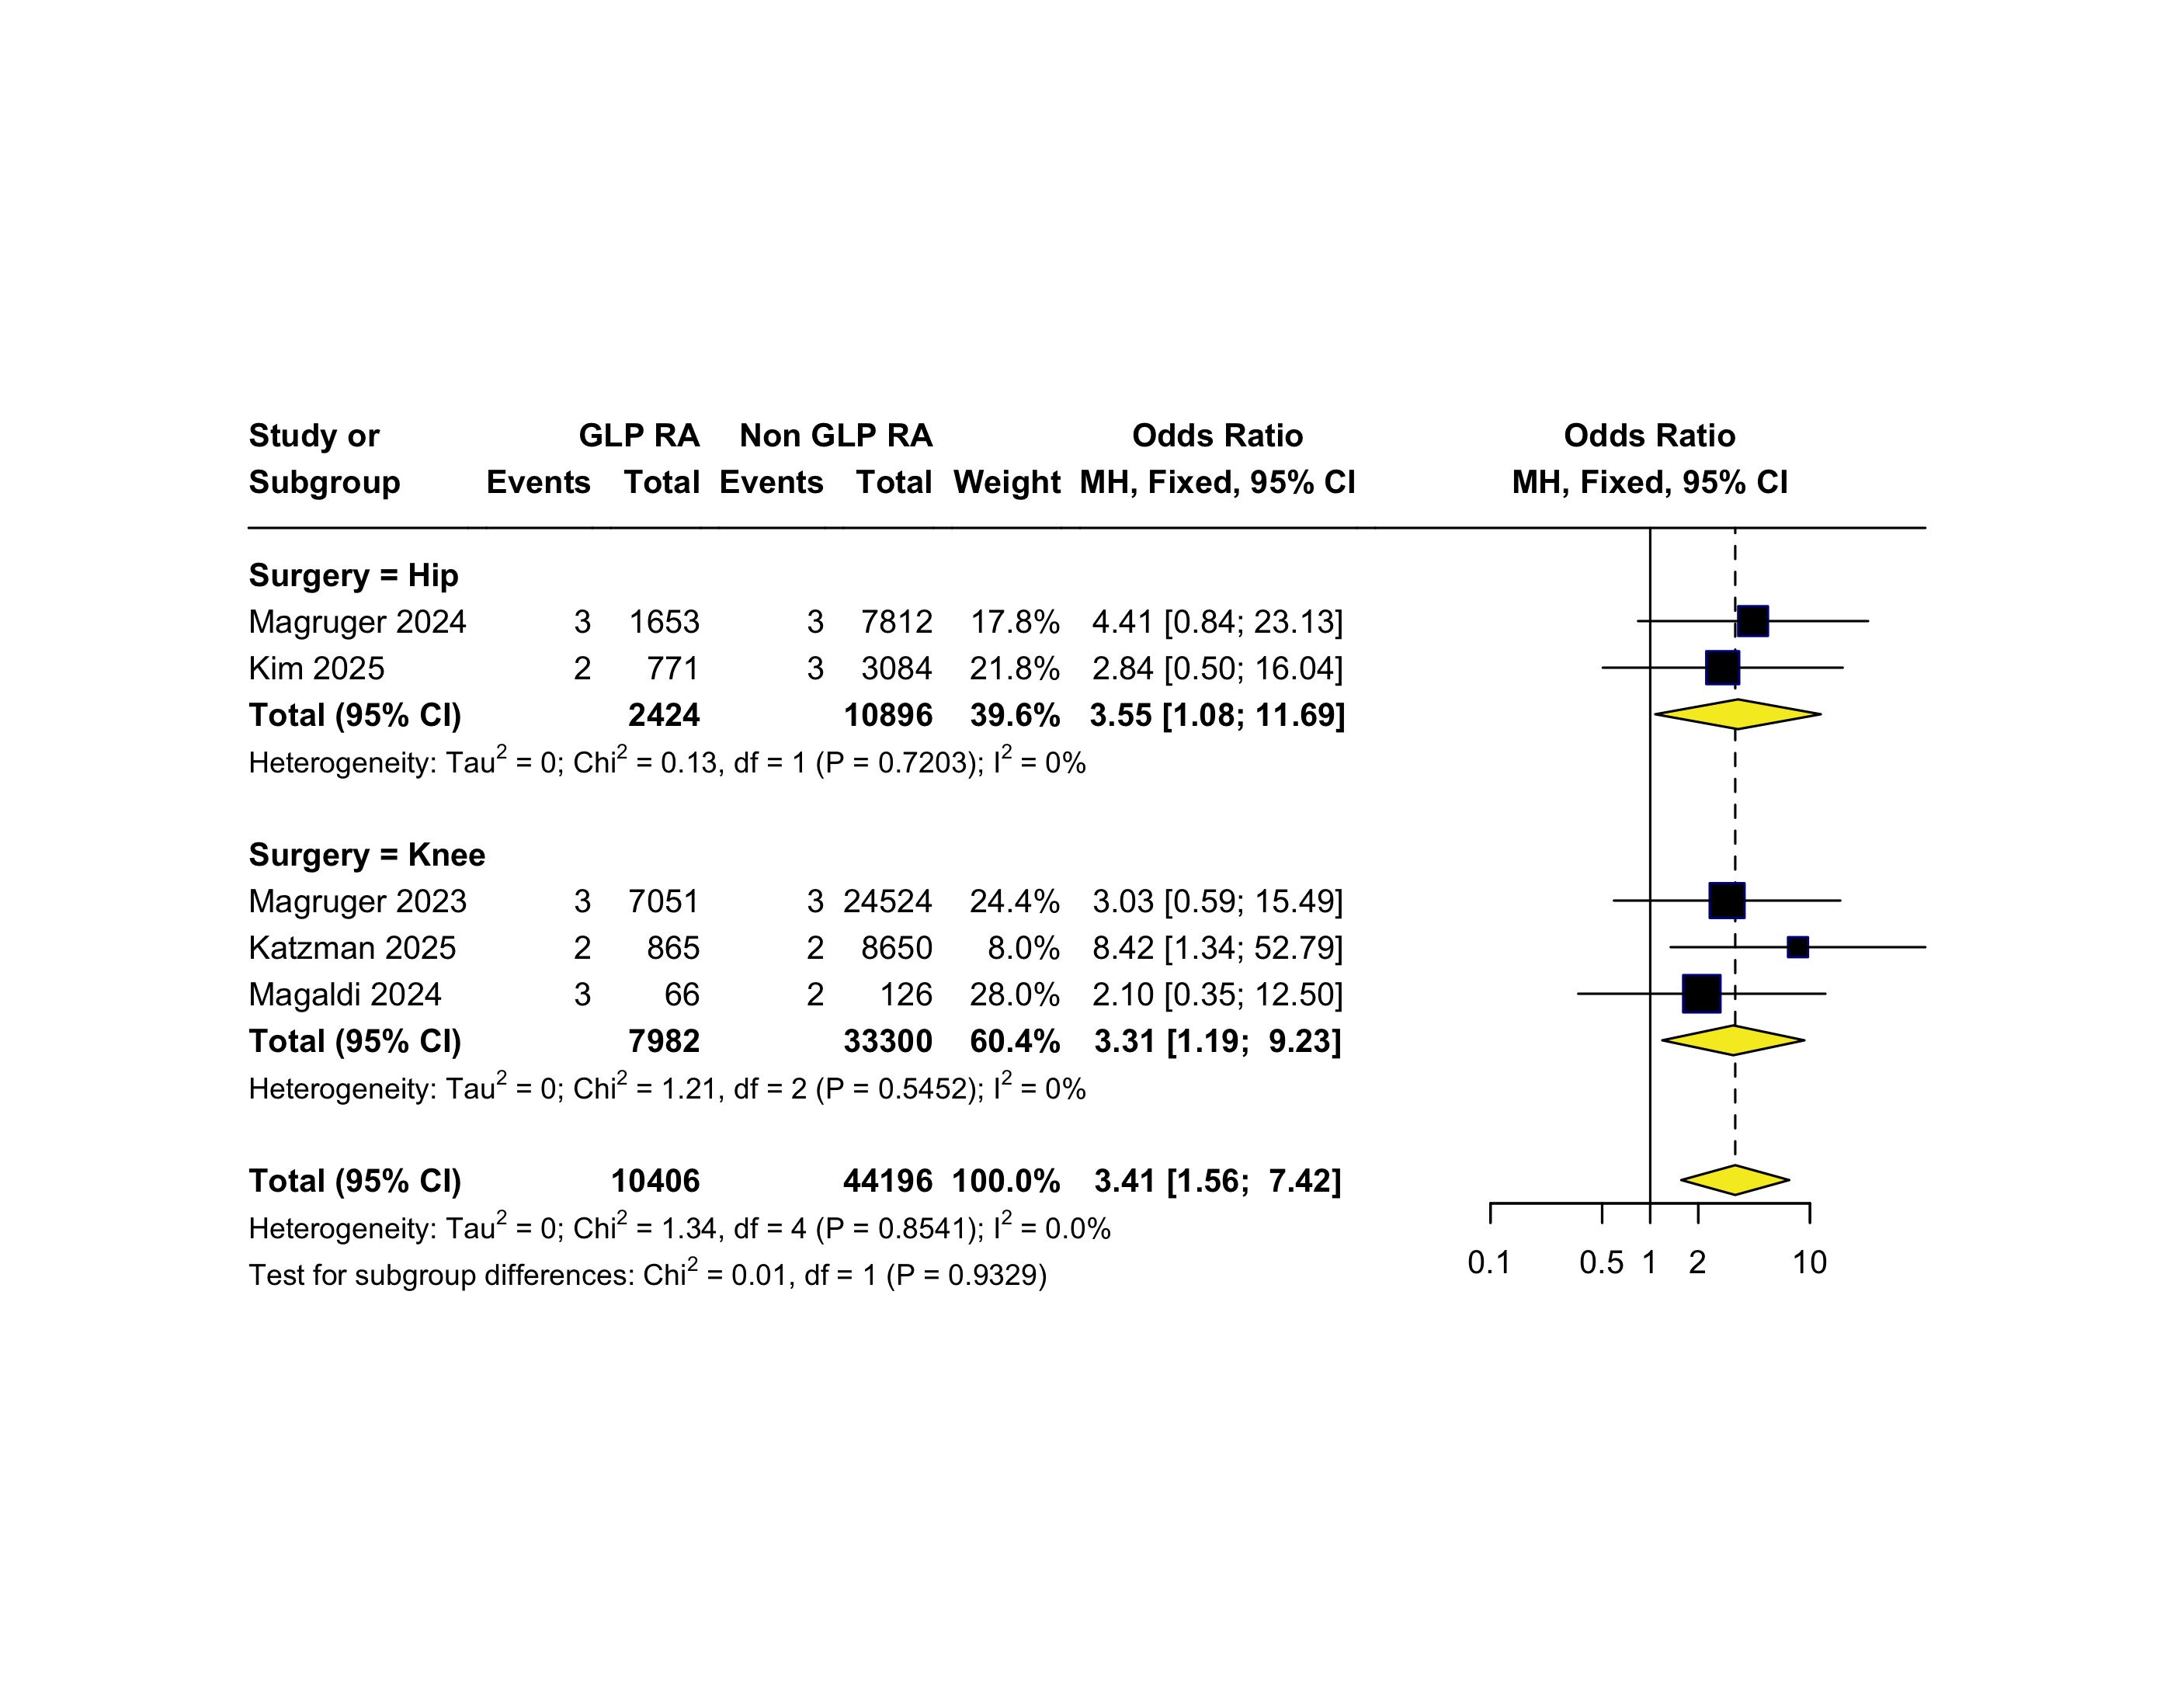 Study or GLP RA Non GLP RA Odds Ratio Odds Ratio
Subgroup Events Total Events Total Weight MH, Fixed, 95% CI MH, Fixed, 95% CI
Surgery = Hip
Magruger 2024 3 1653 3 7812 17.8% 4.41 [0.84; 23.13]
Kim 2025 2 771 3 3084 21.8% 2.84 [0.50; 16.04]
Total (95% CI) 2424 10896 39.6% 3.55 [1.08; 11.69]
Heterogeneity: Tau² = 0; Chi² = 0.13, df = 1 (P = 0.7203); I² = 0%
Surgery = Knee
Magruger 2023 3 7051 3 24524 24.4% 3.03 [0.59; 15.49]
Katzman 2025 2 865 2 8650 8.0% 8.42 [1.34; 52.79]
Magaldi 2024 3 66 2 126 28.0% 2.10 [0.35; 12.50]
Total (95% CI) 7982 33300 60.4% 3.31 [1.19; 9.23]
Heterogeneity: Tau² = 0; Chi² = 1.21, df = 2 (P = 0.5452); I² = 0%
Total (95% CI) 10406 44196 100.0% 3.41 [1.56; 7.42]
Heterogeneity: Tau² = 0; Chi² = 1.34, df = 4 (P = 0.8541); I² = 0.0%
Test for subgroup differences: Chi² = 0.01, df = 1 (P = 0.9329)
0.1 0.5 1 2 10